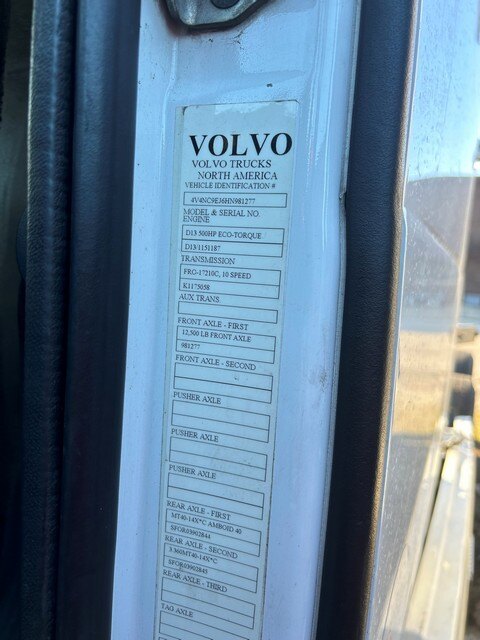 VOLVO
VOLVO TRUCKS
NORTH AMERICA
VEHICLE IDENTIFICATION #
4V4NC9EJ6HN981277
MODEL & SERIAL NO.
ENGINE
D13 500HP ECO-TORQUE
D13/1151187
TRANSMISSION
FRO-17210C, 10 SPEED
K1175058
AUX TRANS
FRONT AXLE - FIRST
12,500 LB FRONT AXLE
981277
FRONT AXLE - SECOND
PUSHER AXLE
PUSHER AXLE
PUSHER AXLE
REAR AXLE - FIRST
MT40-14X*C AMBOID 40
SFOR03902844
REAR AXLE - SECOND
3.360MT40-14X*C
SFOR03902845
REAR AXLE - THIRD
TAG AXLE